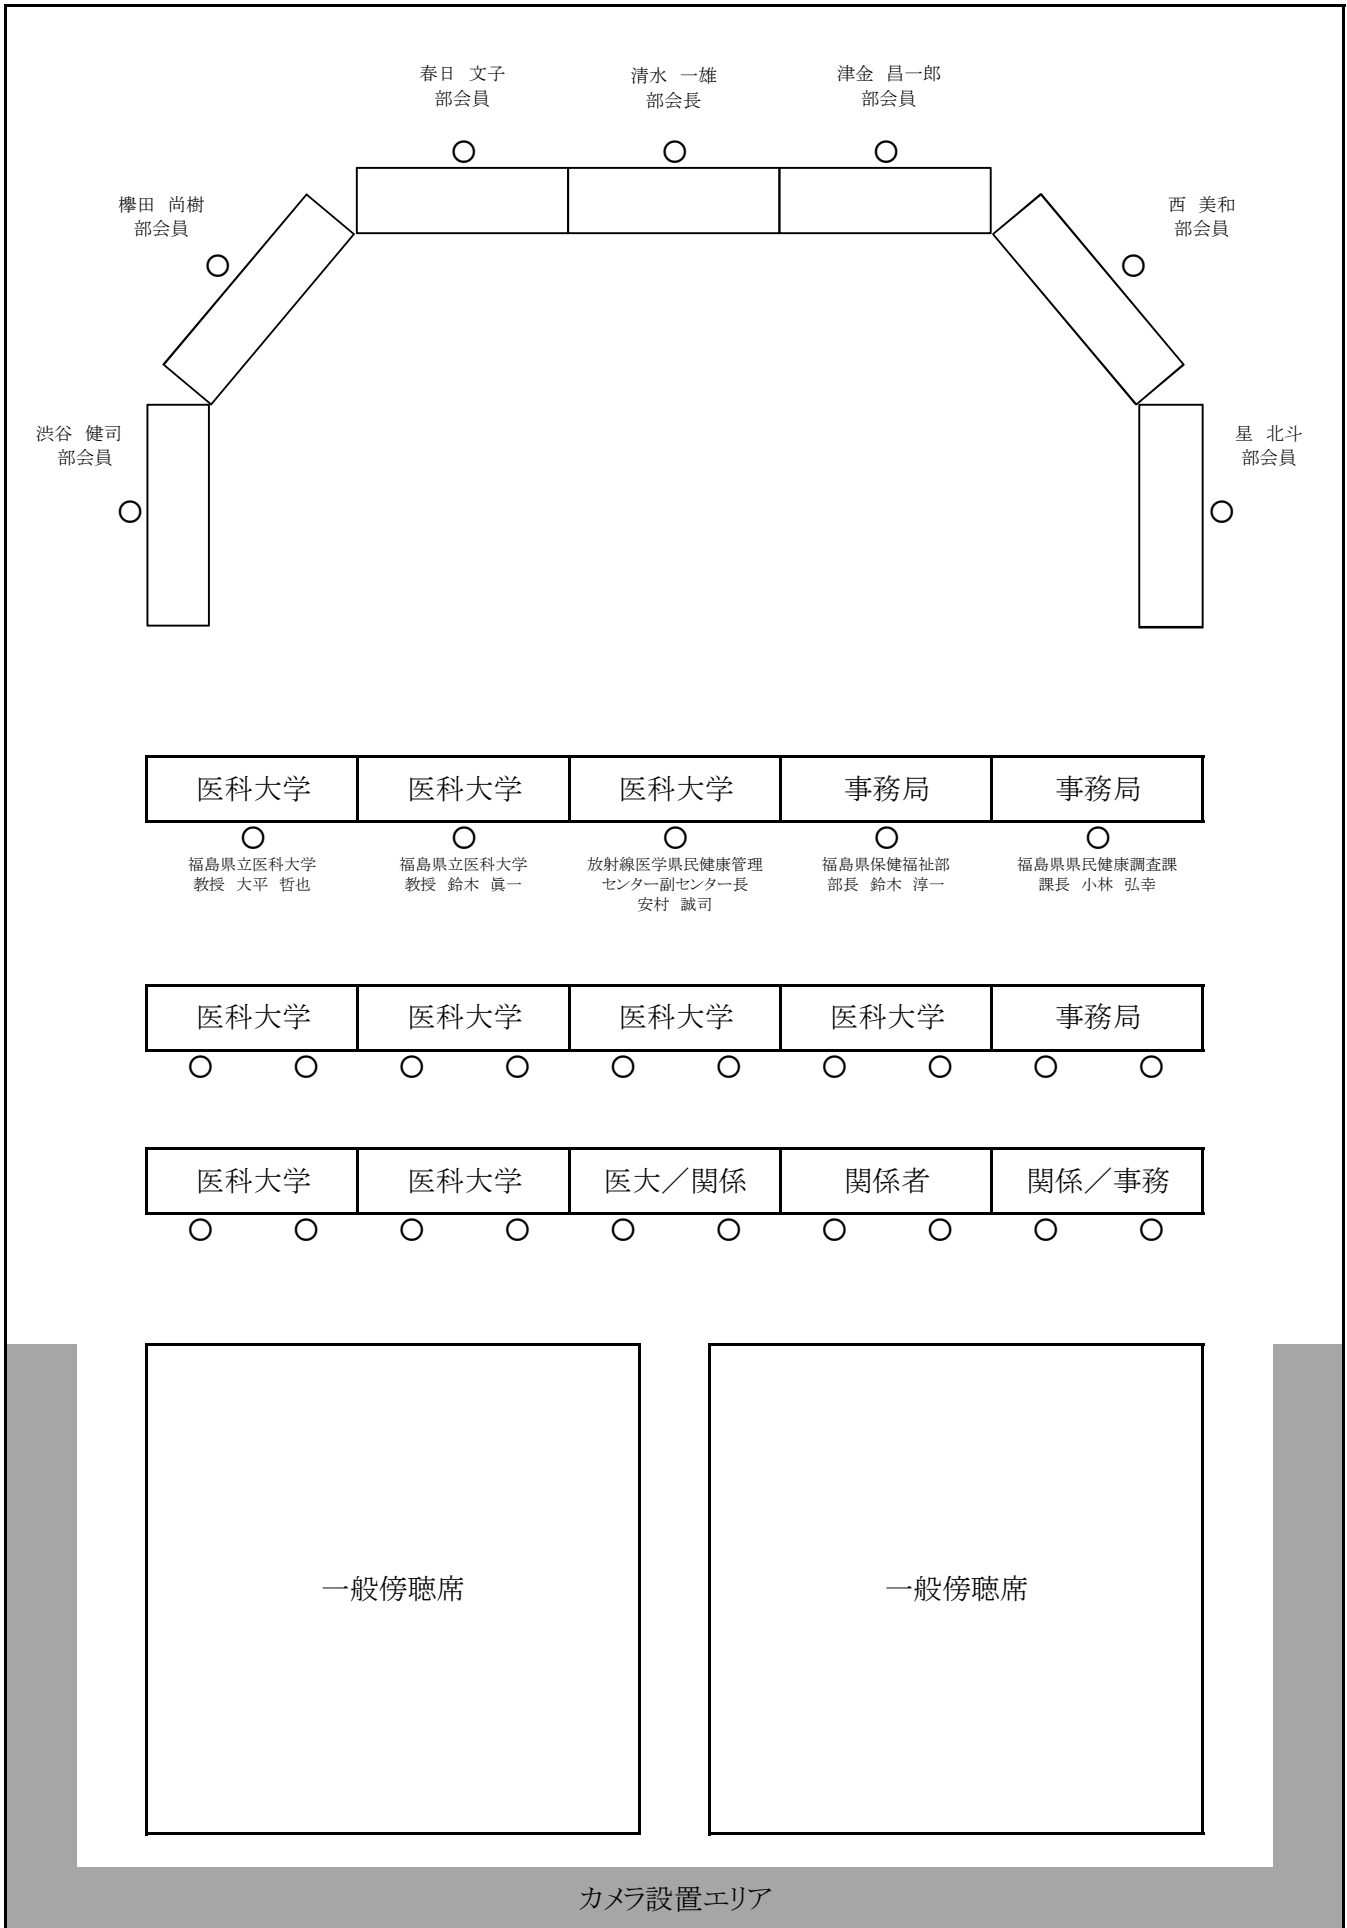 春日 文子
部会員
清水 一雄
部会長
津金 昌一郎
部会員
欅田 尚樹
部会員
西 美和
部会員
渋谷 健司
部会員
星 北斗
部会員
医科大学
医科大学
医科大学
事務局
事務局
福島県立医科大学
教授 大平 哲也
福島県立医科大学
教授 鈴木 眞一
放射線医学県民健康管理
センター副センター長
安村 誠司
福島県保健福祉部
部長 鈴木 淳一
福島県県民健康調査課
課長 小林 弘幸
医科大学
医科大学
医科大学
医科大学
事務局
医科大学
医科大学
医大／関係
関係者
関係／事務
一般傍聴席
一般傍聴席
カメラ設置エリア